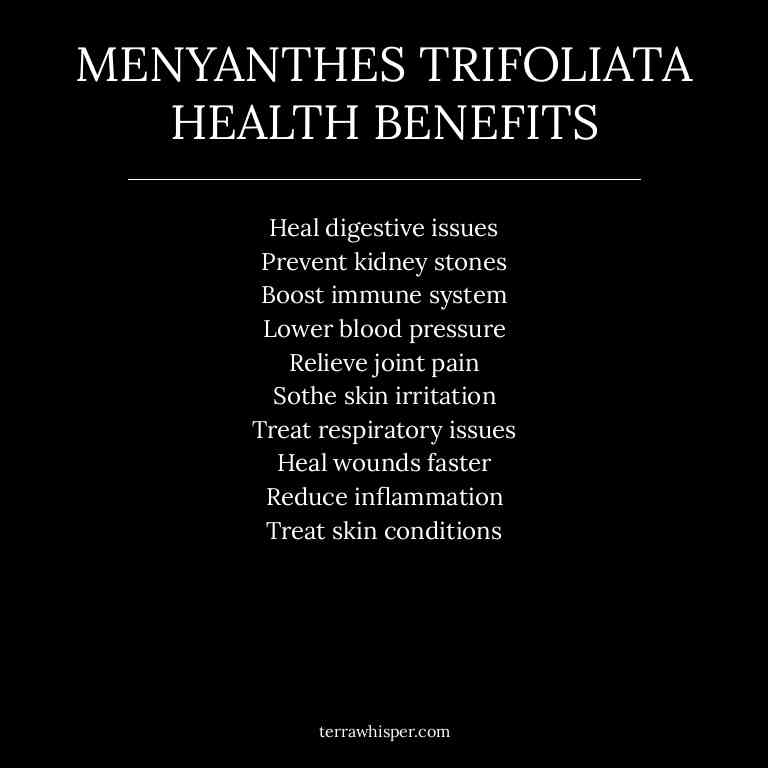 MENYANTHES TRIFOLIATA
HEALTH BENEFITS
Heal digestive issues
Prevent kidney stones
Boost immune system
Lower blood pressure
Relieve joint pain
Sothe skin irritation
Treat respiratory issues
Heal wounds faster
Reduce inflammation
Treat skin conditions
terrawhisper.com